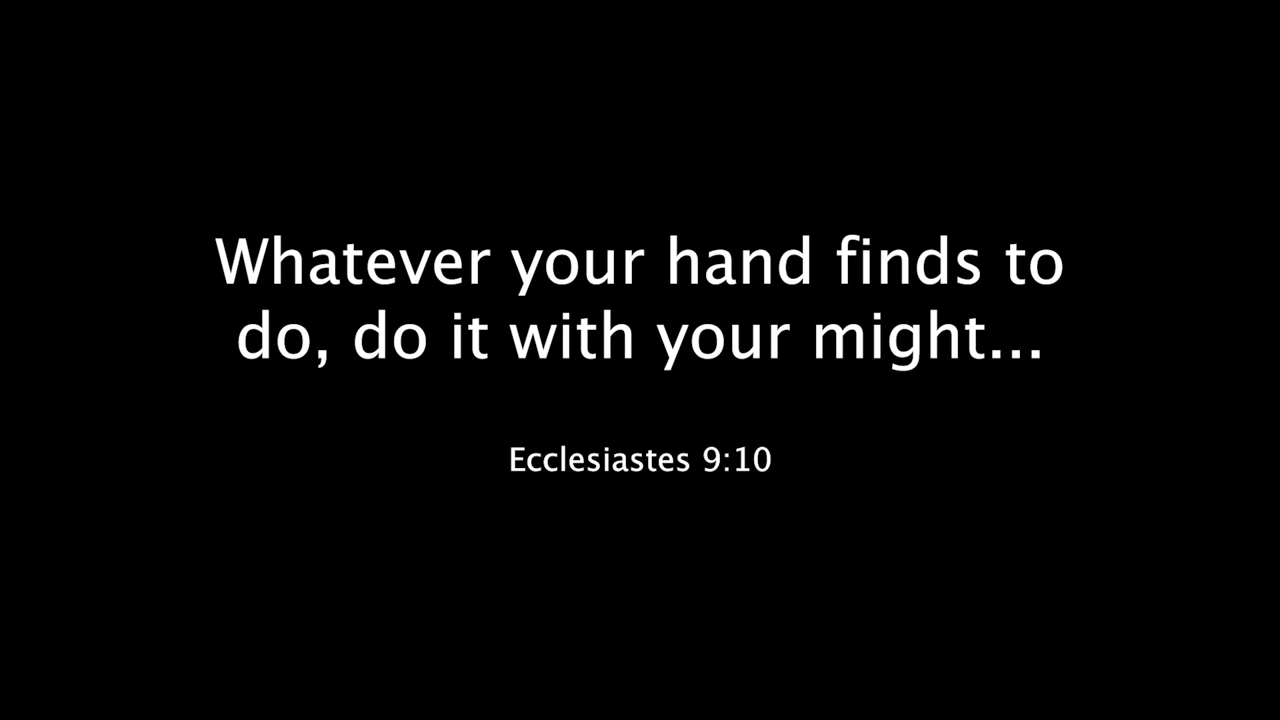 Whatever your hand finds to
do, do it with your might...
Ecclesiastes 9:10